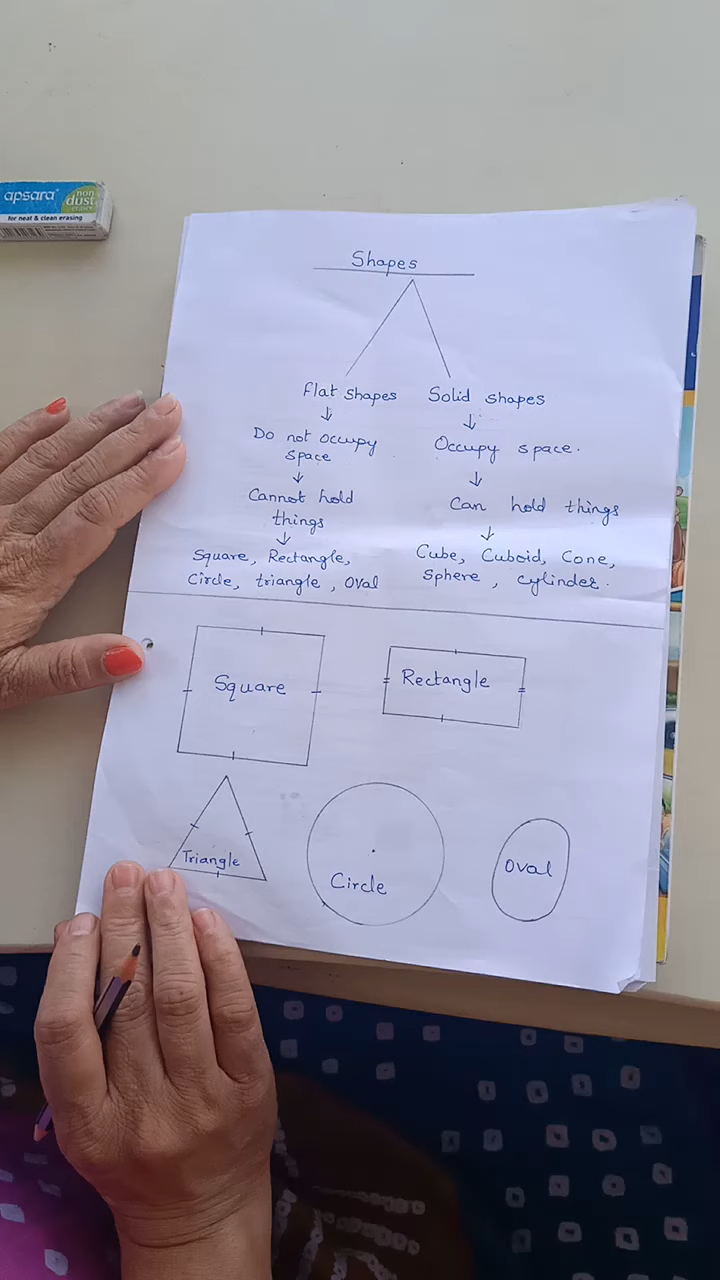 apsara
non
dust
eraser
for neat & clean erasing
Shapes
Flat shapes
Solid shapes
Do not occupy
space
Occupy space.
Cannot hold
things
Can hold things
Square, Rectangle,
Circle, triangle, Oval
Cube, Cuboid, Cone,
Sphere, cylinder.
Square
Rectangle
Triangle
Circle
Oval